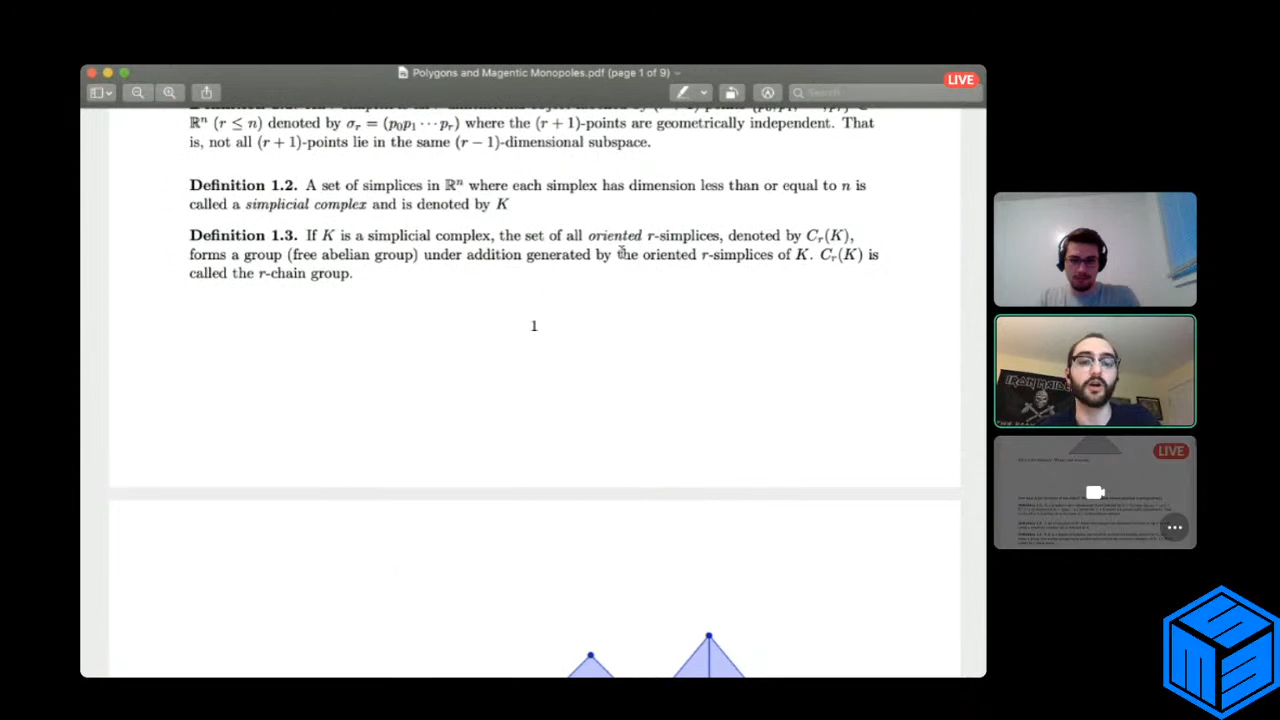 Polygons and Magentic Monopoles.pdf (page 1 of 9)
LIVE
Search
ℝⁿ (r ≤ n) denoted by σᵣ = (p₀p₁ ··· pᵣ) where the (r + 1)-points are geometrically independent. That
is, not all (r + 1)-points lie in the same (r − 1)-dimensional subspace.
Definition 1.2. A set of simplices in ℝⁿ where each simplex has dimension less than or equal to n is
called a simplicial complex and is denoted by K
Definition 1.3. If K is a simplicial complex, the set of all oriented r-simplices, denoted by Cᵣ(K),
forms a group (free abelian group) under addition generated by the oriented r-simplices of K. Cᵣ(K) is
called the r-chain group.
1
IRON MAIDE
LIVE
SM3